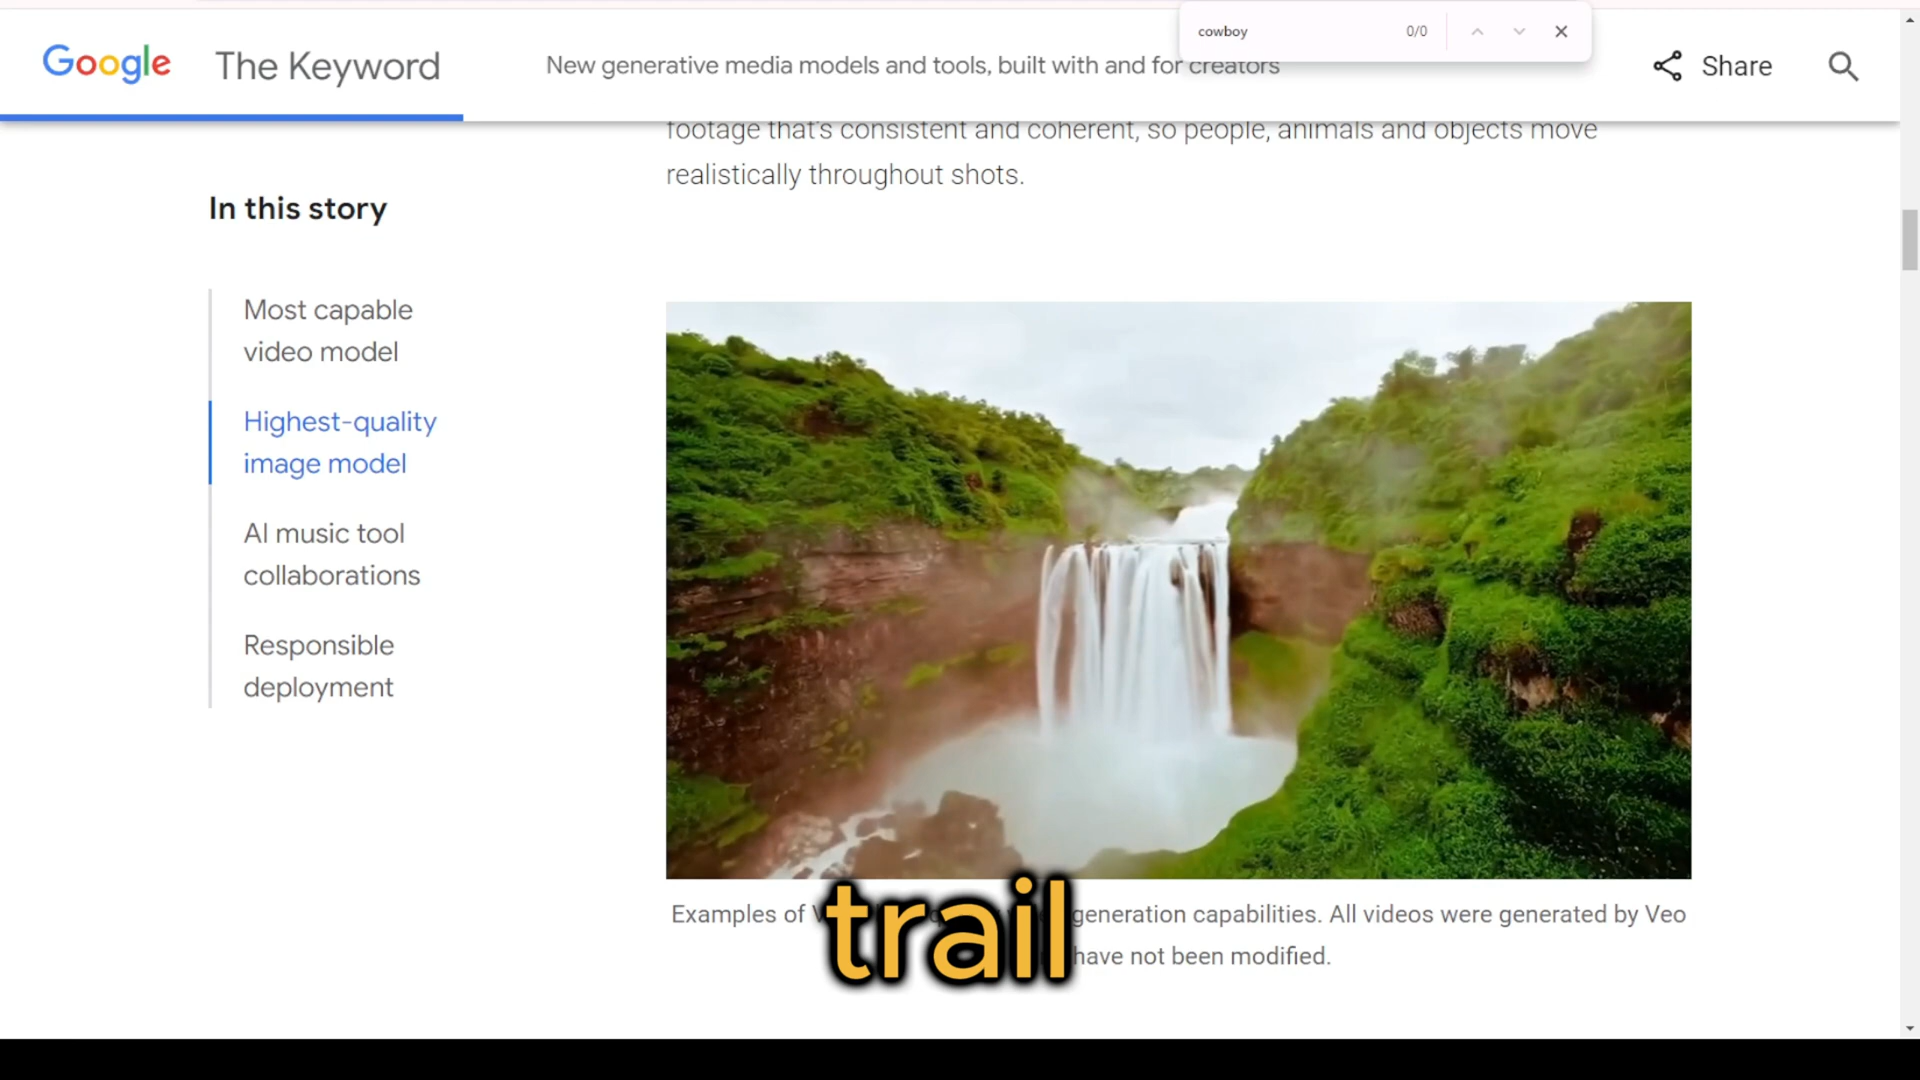 cowboy 0/0
Google The Keyword New generative media models and tools, built with and for creators Share
footage that's consistent and coherent, so people, animals and objects move
realistically throughout shots.
In this story
Most capable
video model
Highest-quality
image model
AI music tool
collaborations
Responsible
deployment
Examples of generation capabilities. All videos were generated by Veo
have not been modified.
trail